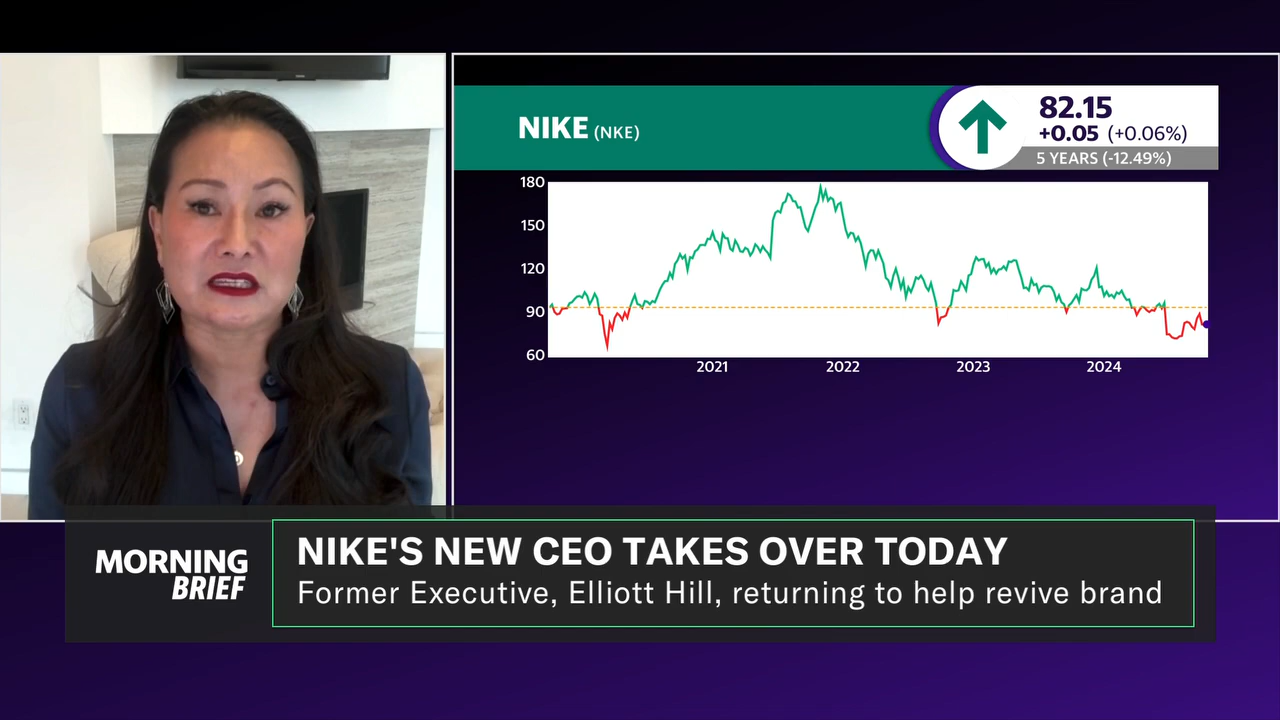 NIKE (NKE)
82.15
+0.05 (+0.06%)
5 YEARS (-12.49%)
180
150
120
90
60
2021 2022 2023 2024
MORNING
BRIEF
NIKE'S NEW CEO TAKES OVER TODAY
Former Executive, Elliott Hill, returning to help revive brand